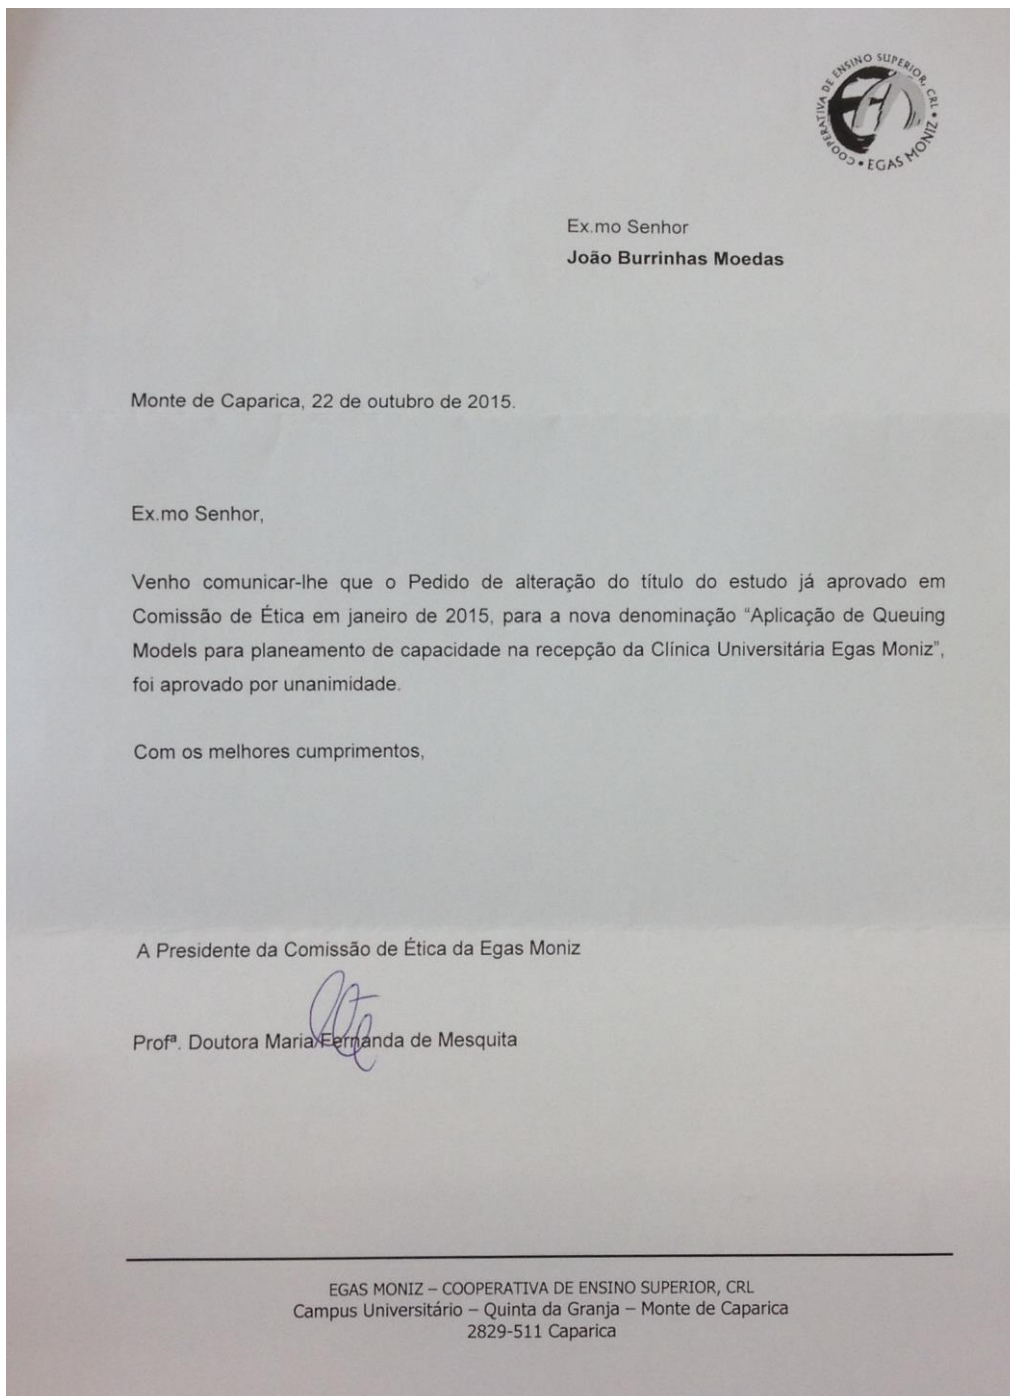 COOPERATIVA DE ENSINO SUPERIOR, CRL • EGAS MONIZ •
Ex.mo Senhor
João Burrinhas Moedas
Monte de Caparica, 22 de outubro de 2015.
Ex.mo Senhor,
Venho comunicar-lhe que o Pedido de alteração do título do estudo já aprovado em
Comissão de Ética em janeiro de 2015, para a nova denominação “Aplicação de Queuing
Models para planeamento de capacidade na recepção da Clínica Universitária Egas Moniz”,
foi aprovado por unanimidade.
Com os melhores cumprimentos,
A Presidente da Comissão de Ética da Egas Moniz
Profª. Doutora Maria Fernanda de Mesquita
EGAS MONIZ – COOPERATIVA DE ENSINO SUPERIOR, CRL
Campus Universitário – Quinta da Granja – Monte de Caparica
2829-511 Caparica